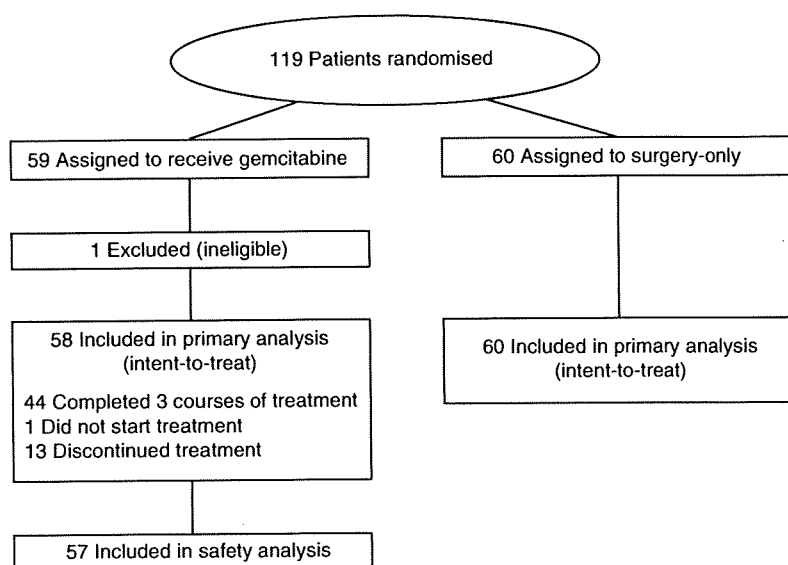 119 Patients randomised
59 Assigned to receive gemcitabine
60 Assigned to surgery-only
1 Excluded (ineligible)
58 Included in primary analysis
(intent-to-treat)
44 Completed 3 courses of treatment
1 Did not start treatment
13 Discontinued treatment
60 Included in primary analysis
(intent-to-treat)
57 Included in safety analysis